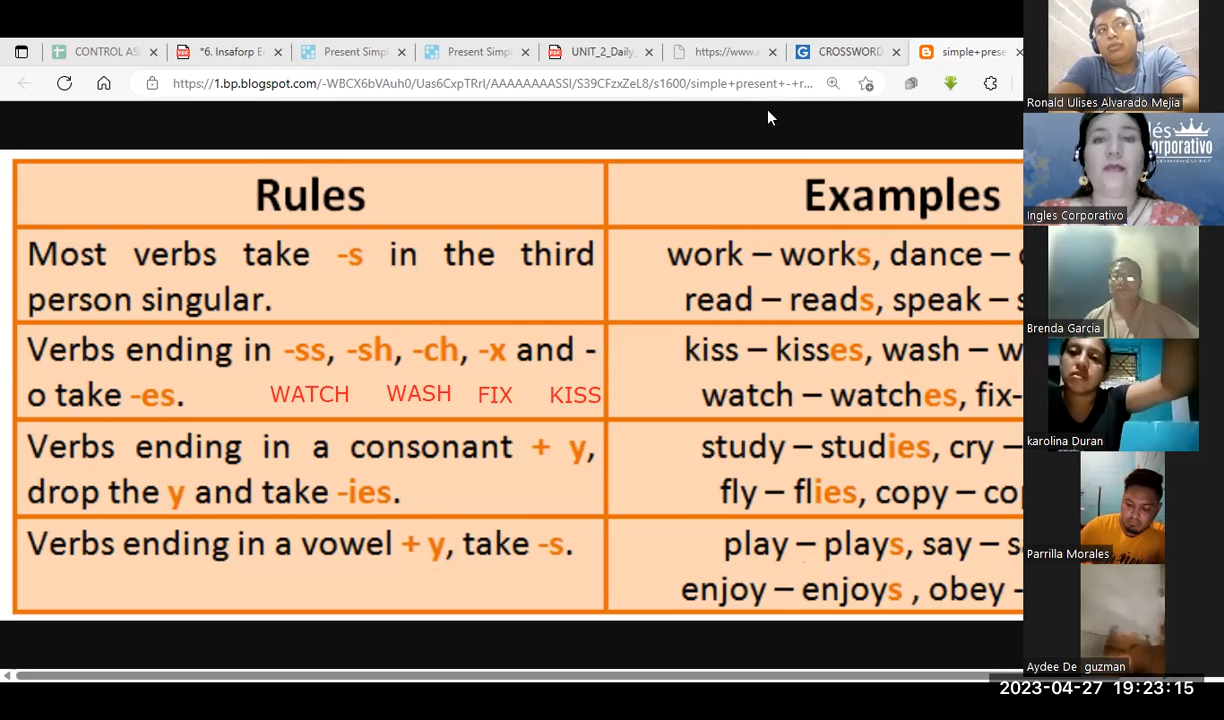 CONTROL AS
*6. Insaforp E
Present Simp
Present Simp
UNIT_2_Daily
https://www.
CROSSWORD
simple+prese
https://1.bp.blogspot.com/-WBCX6bVAuh0/Uas6CxpTRrI/AAAAAAAASSI/S39CFzxZeL8/s1600/simple+present+-+r...
Rules
Examples
Most verbs take -s in the third
person singular.
work – works, dance –
read – reads, speak –
Verbs ending in -ss, -sh, -ch, -x and -
o take -es.
WATCH WASH FIX KISS
kiss – kisses, wash – w
watch – watches, fix-
Verbs ending in a consonant + y,
drop the y and take -ies.
study – studies, cry –
fly – flies, copy – co
Verbs ending in a vowel + y, take -s.
play – plays, say – s
enjoy – enjoys , obey -
Ronald Ulises Alvarado Mejia
lés
orporativo
Ingles Corporativo
Brenda Garcia
karolina Duran
Parrilla Morales
Aydee De guzman
2023-04-27 19:23:15